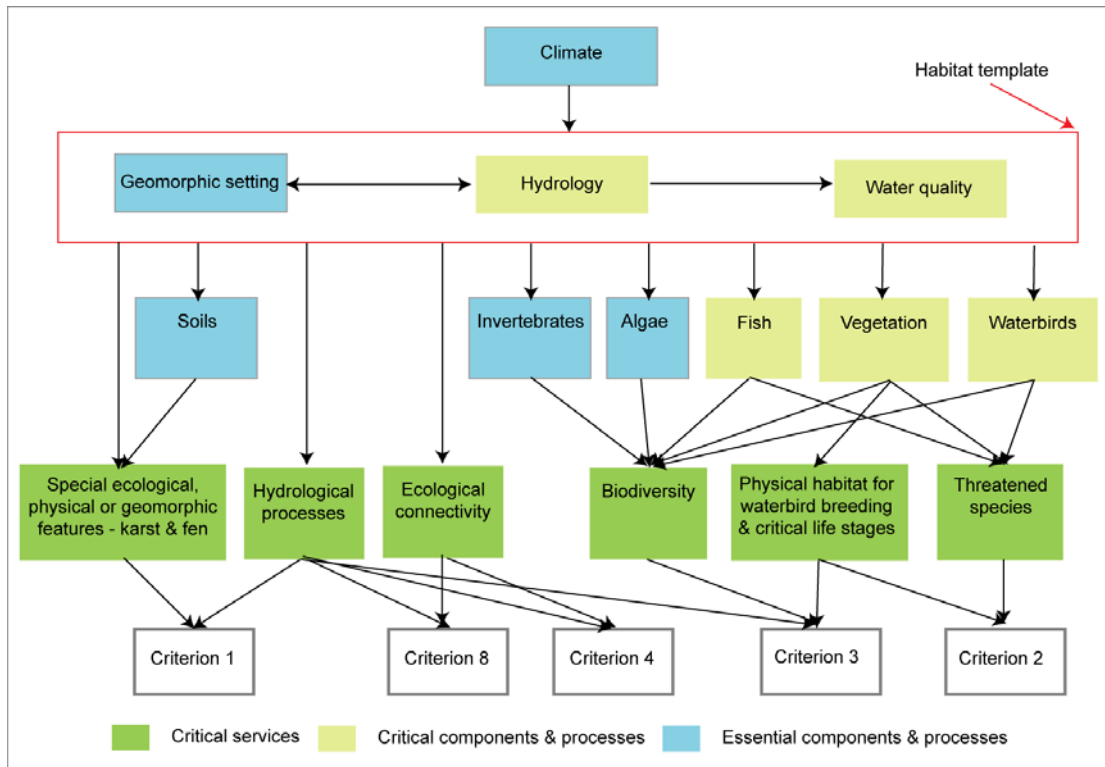 Climate
Habitat template
Geomorphic setting
Hydrology
Water quality
Soils
Invertebrates
Algae
Fish
Vegetation
Waterbirds
Special ecological,
physical or geomorphic
features - karst & fen
Hydrological
processes
Ecological
connectivity
Biodiversity
Physical habitat for
waterbird breeding
& critical life stages
Threatened
species
Criterion 1
Criterion 8
Criterion 4
Criterion 3
Criterion 2
Critical services
Critical components & processes
Essential components & processes